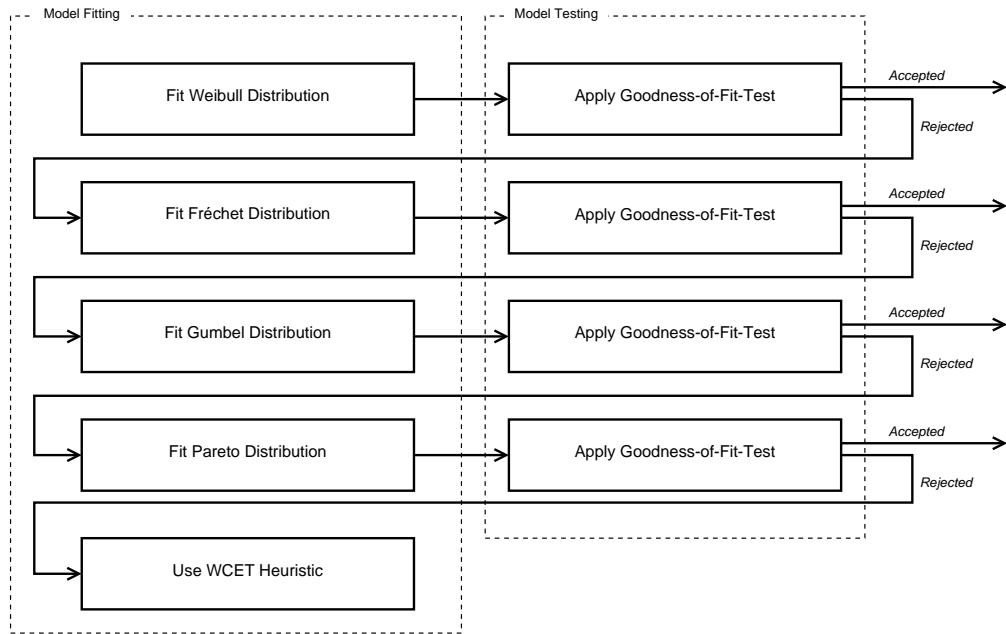 Model Fitting
Model Testing
Fit Weibull Distribution
Apply Goodness-of-Fit-Test
Accepted
Rejected
Fit Fréchet Distribution
Apply Goodness-of-Fit-Test
Accepted
Rejected
Fit Gumbel Distribution
Apply Goodness-of-Fit-Test
Accepted
Rejected
Fit Pareto Distribution
Apply Goodness-of-Fit-Test
Accepted
Rejected
Use WCET Heuristic